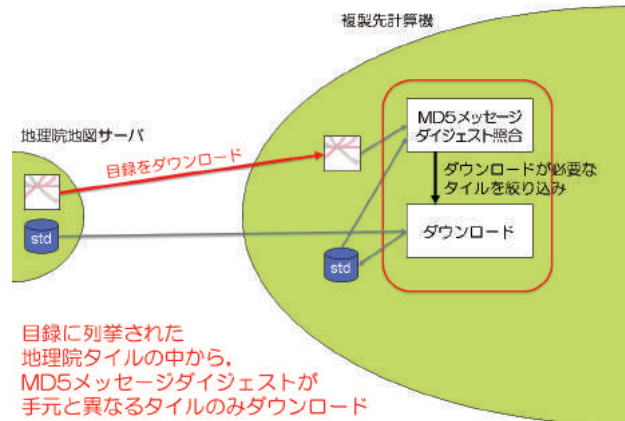 複製先計算機
地理院地図サーバ
目録をダウンロード
MD5メッセージ
ダイジェスト照合
ダウンロードが必要な
タイルを絞り込み
std
ダウンロード
std
目録に列挙された
地理院タイルの中から，
MD5メッセージダイジェストが
手元と異なるタイルのみダウンロード